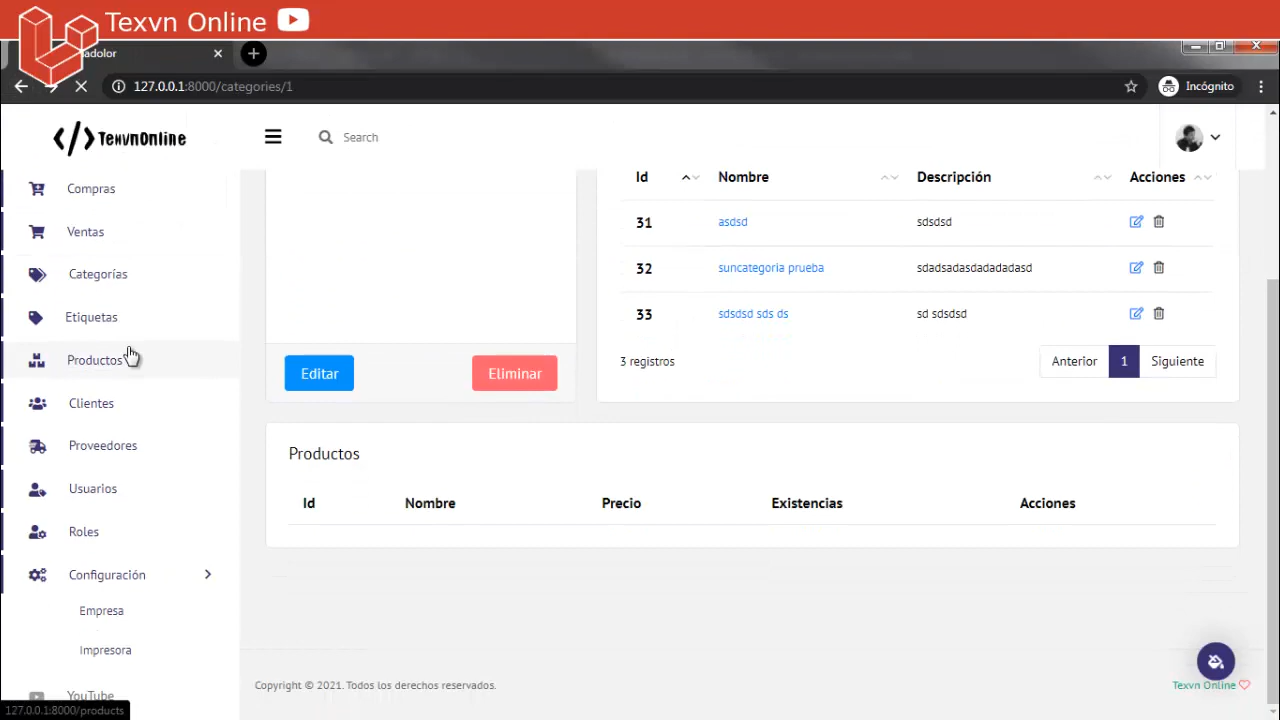 Texvn Online
adolor
127.0.0.1:8000/categories/1
Incógnito
</> TexvnOnline
Search
Compras
Ventas
Categorías
Etiquetas
Productos
Clientes
Proveedores
Usuarios
Roles
Configuración
Empresa
Impresora
YouTube
127.0.0.1:8000/products
Id Nombre Descripción Acciones
31 asdsd sdsdsd
32 suncategoria prueba sdadsadasdadadadasd
33 sdsdsd sds ds sd sdsdsd
3 registros
Anterior 1 Siguiente
Editar Eliminar
Productos
Id Nombre Precio Existencias Acciones
Copyright © 2021. Todos los derechos reservados.
Texvn Online